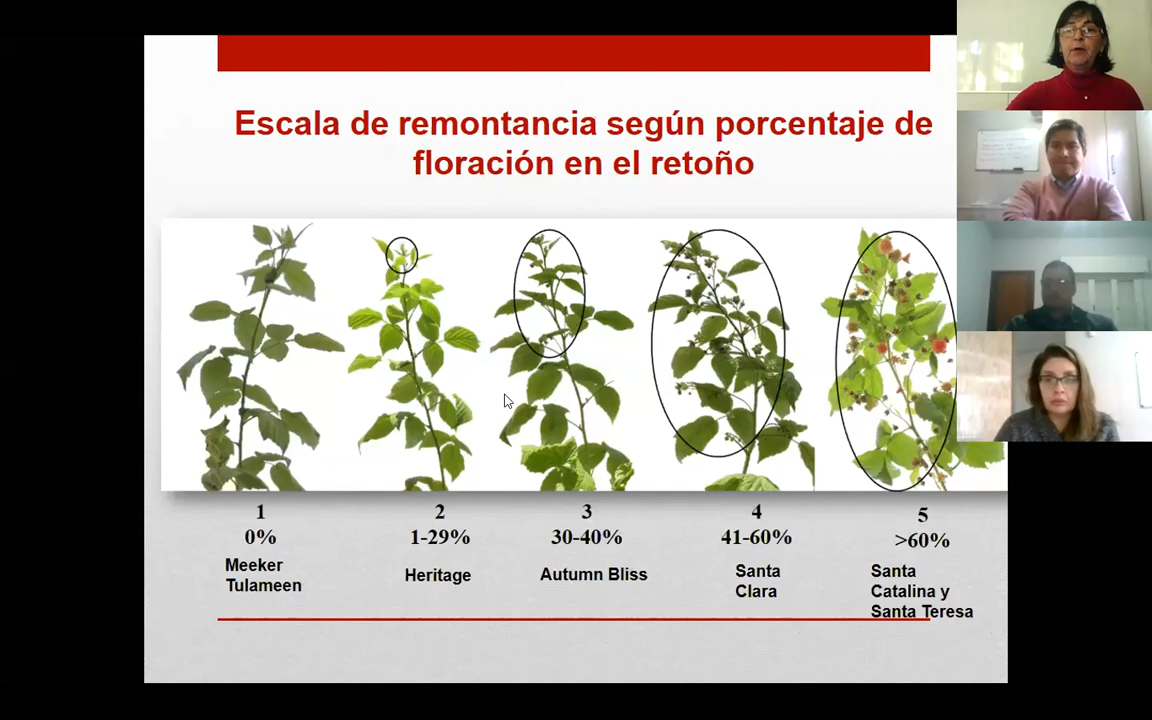 Escala de remontancia según porcentaje de
floración en el retoño
1
0%
Meeker
Tulameen
2
1-29%
Heritage
3
30-40%
Autumn Bliss
4
41-60%
Santa
Clara
5
>60%
Santa
Catalina y
Santa Teresa